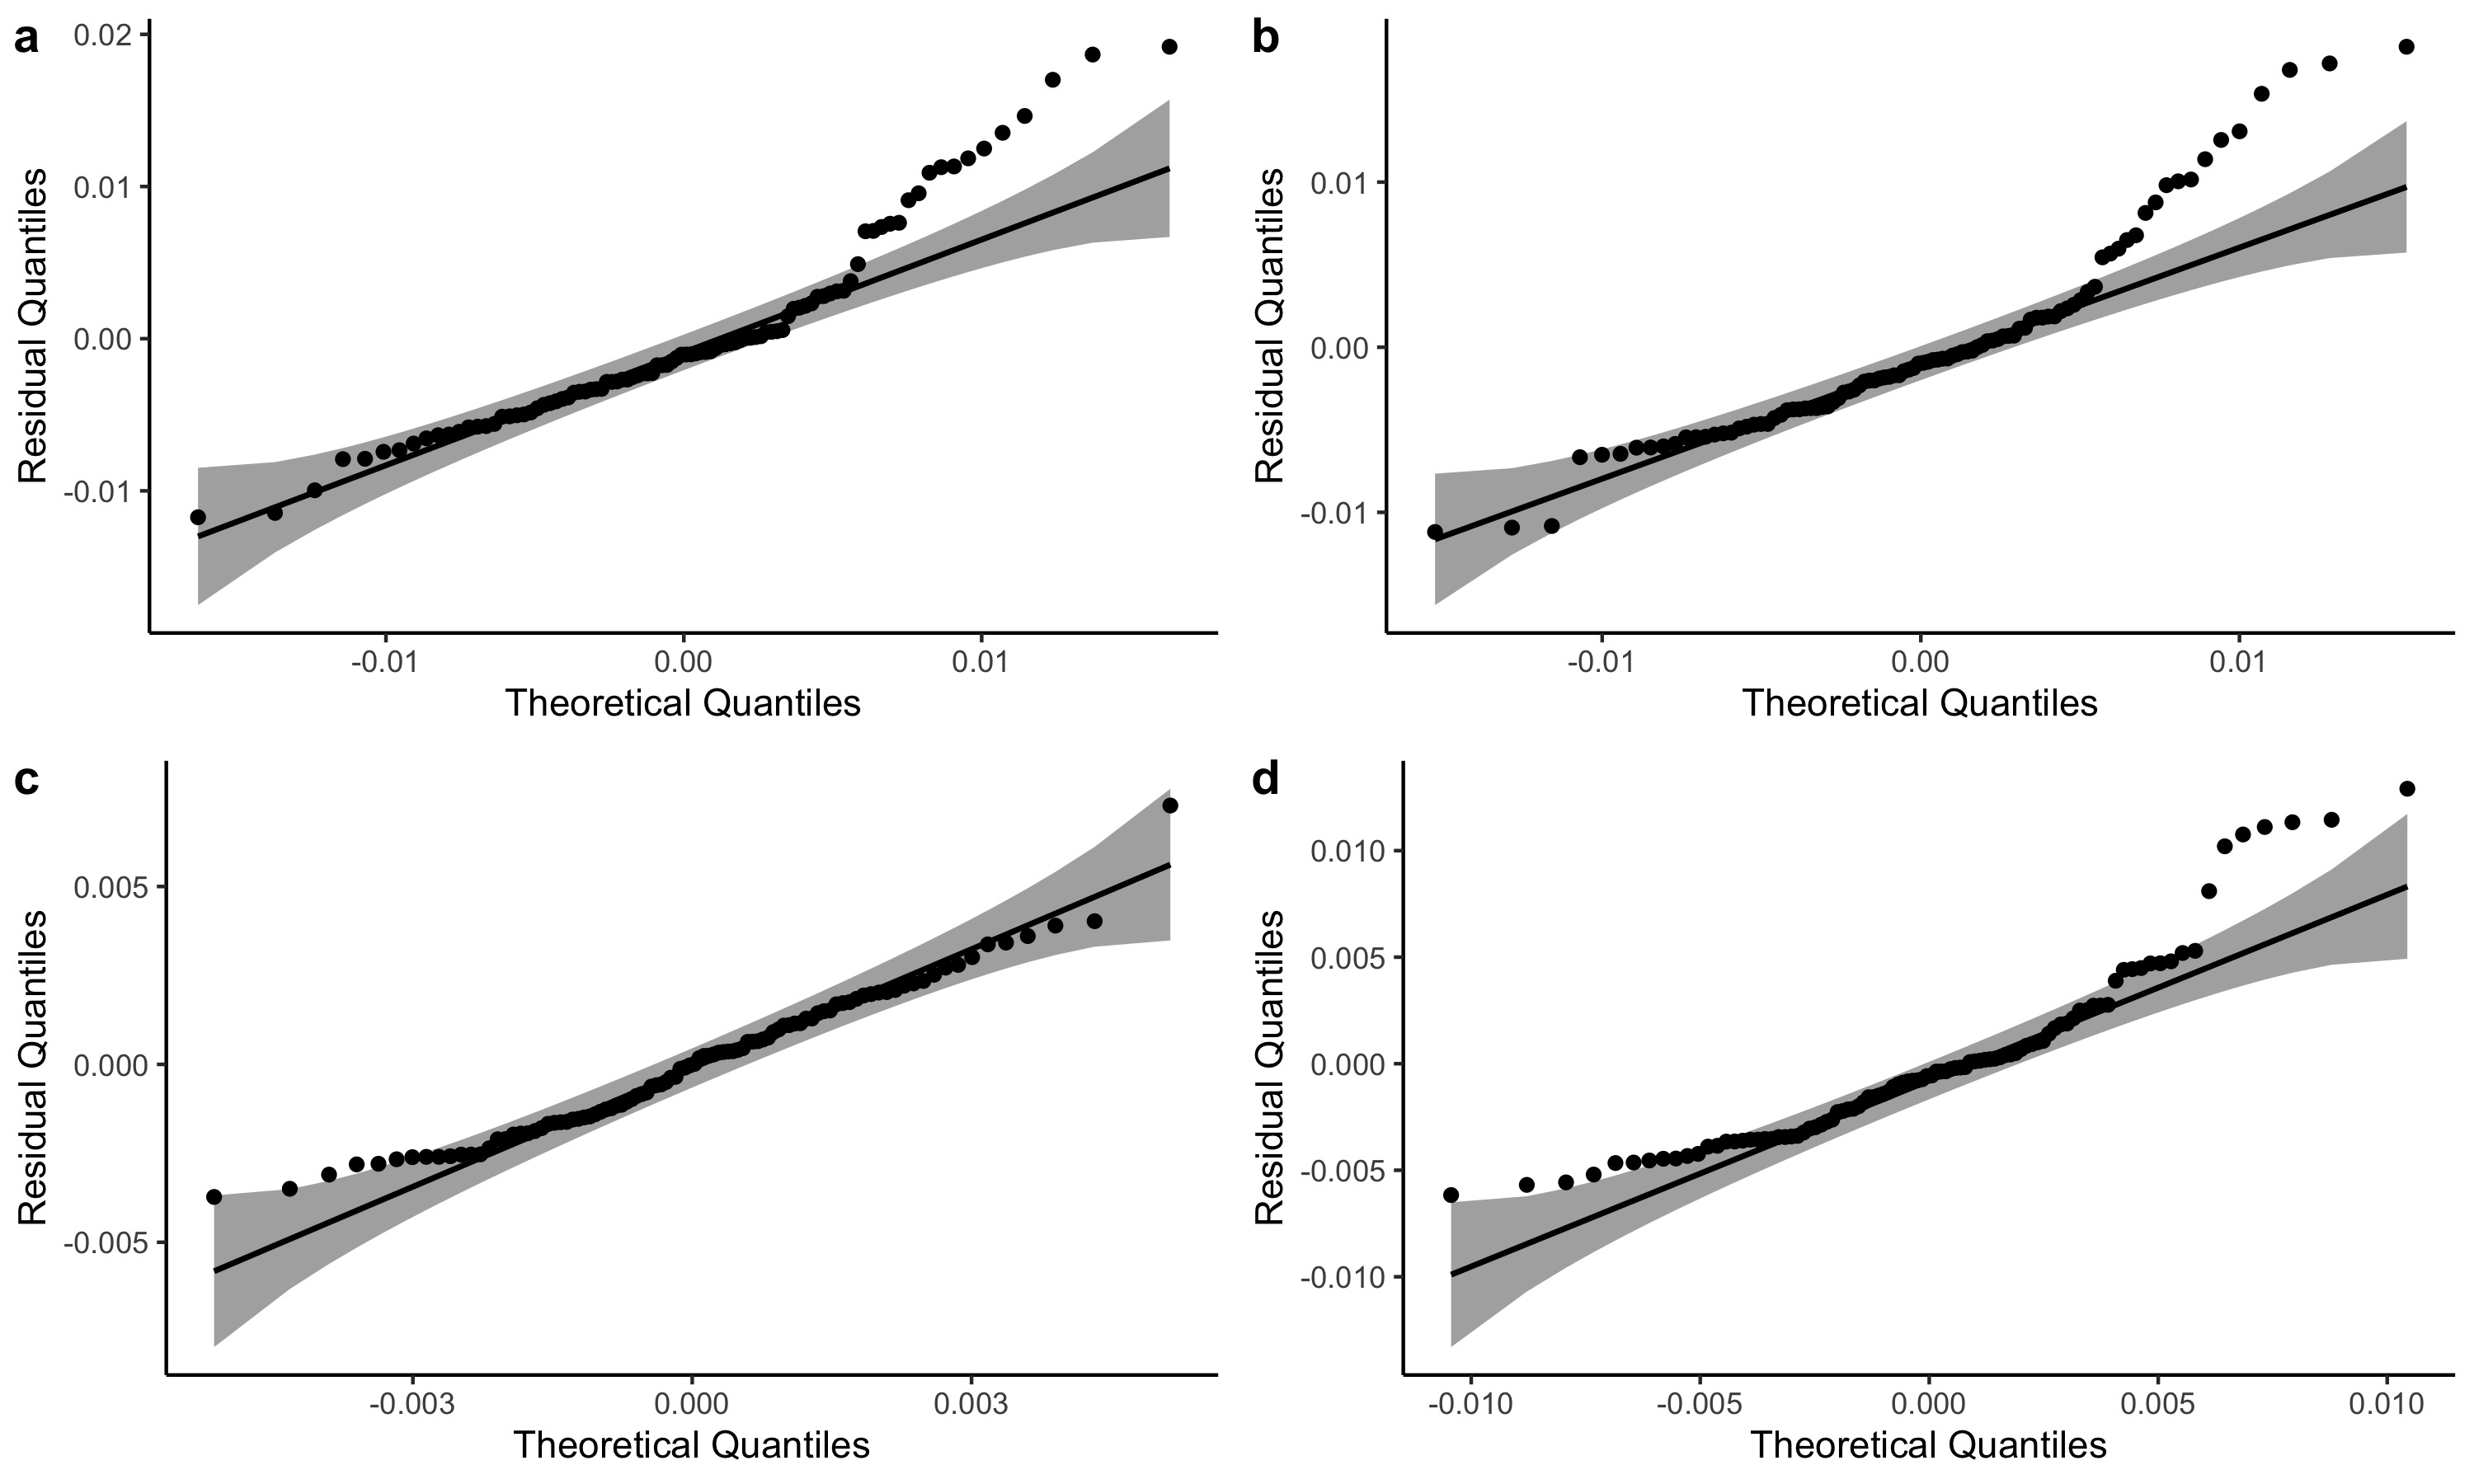 a
0.02
0.01
0.00
-0.01
Residual Quantiles
-0.01 0.00 0.01
Theoretical Quantiles
b
0.01
0.00
-0.01
Residual Quantiles
-0.01 0.00 0.01
Theoretical Quantiles
c
0.005
0.000
-0.005
Residual Quantiles
-0.003 0.000 0.003
Theoretical Quantiles
d
0.010
0.005
0.000
-0.005
-0.010
Residual Quantiles
-0.010 -0.005 0.000 0.005 0.010
Theoretical Quantiles